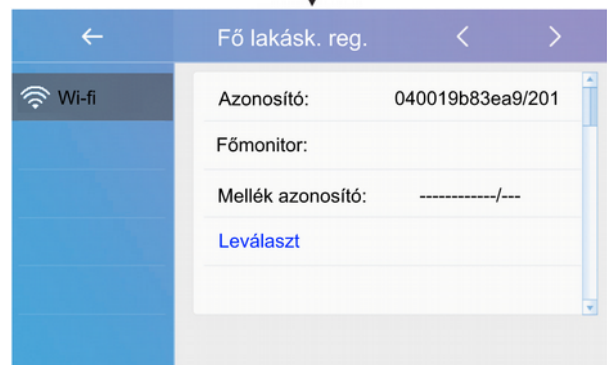 Fő lakásk. reg.
Wi-fi
Azonosító: 040019b83ea9/201
Főmonitor:
Mellék azonosító: ------------/---
Leválaszt